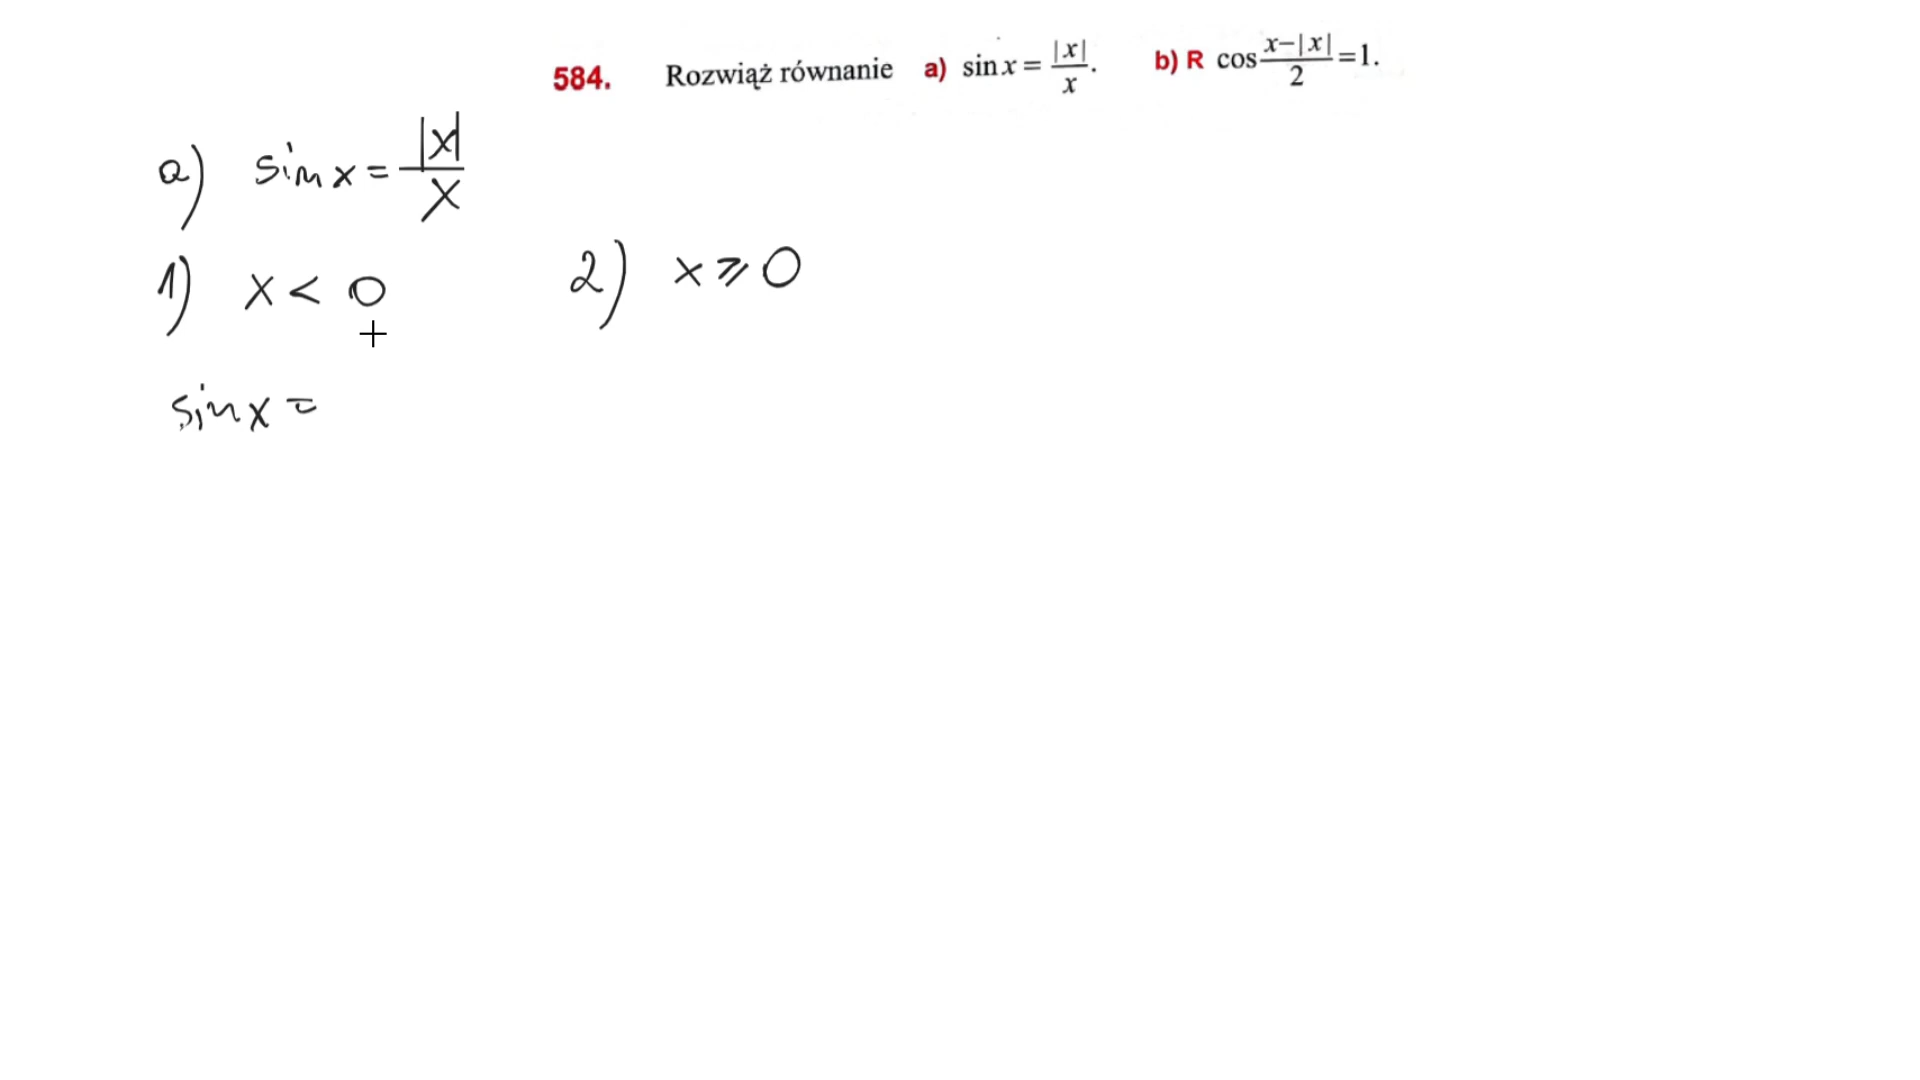 584. Rozwiąż równanie a) sin x = |x|/x. b) R cos (x−|x|)/2 =1.
a) sin x = |x|/x
1) x < 0 2) x ⩾ 0
sin x =